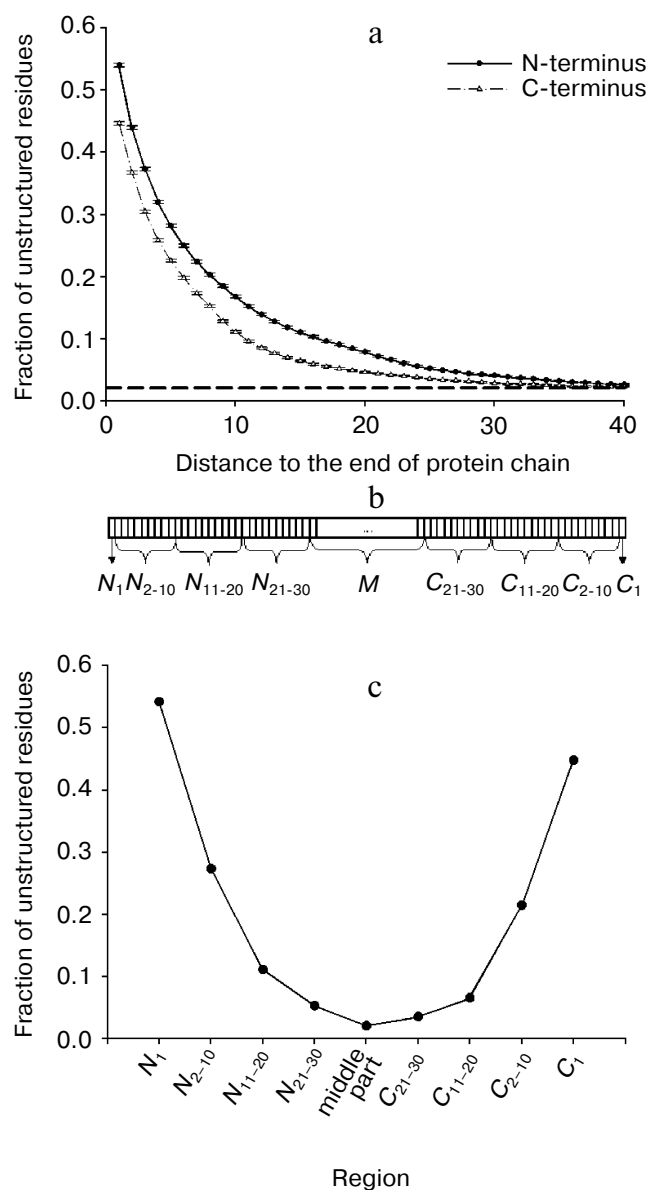 a
N-terminus
C-terminus
Fraction of unstructured residues
0.6
0.5
0.4
0.3
0.2
0.1
0.0
0 10 20 30 40
Distance to the end of protein chain
b
...
N1 N2-10 N11-20 N21-30 M C21-30 C11-20 C2-10 C1
c
Fraction of unstructured residues
0.6
0.5
0.4
0.3
0.2
0.1
0.0
N1 N2–10 N11–20 N21–30 middle part C21–30 C11–20 C2–10 C1
Region